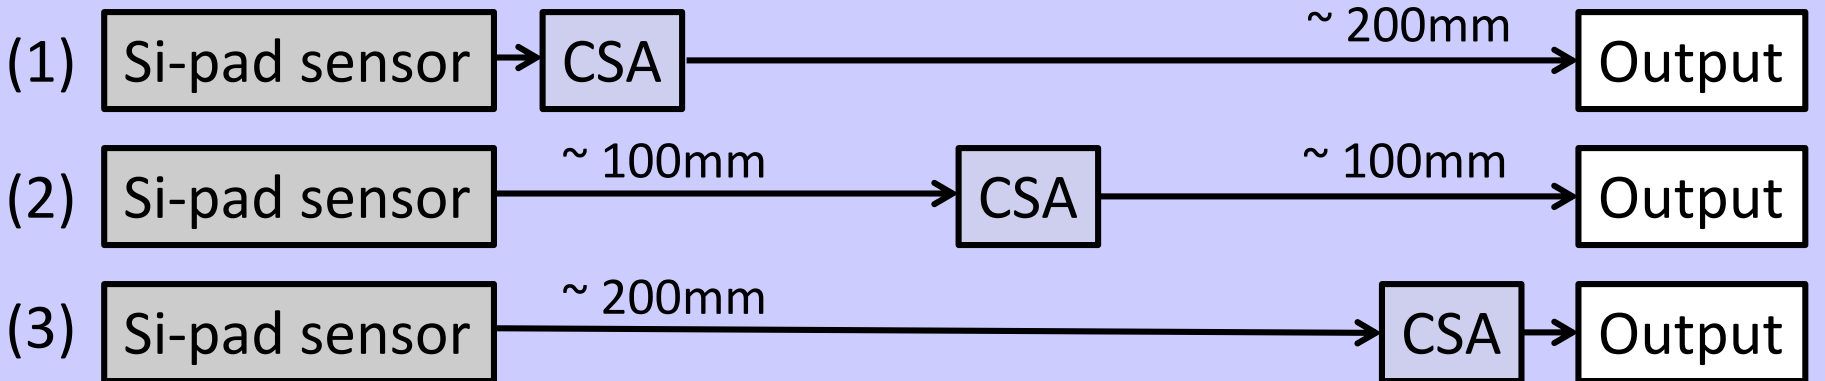 (1) Si-pad sensor CSA ~ 200mm Output
(2) Si-pad sensor ~ 100mm CSA ~ 100mm Output
(3) Si-pad sensor ~ 200mm CSA Output